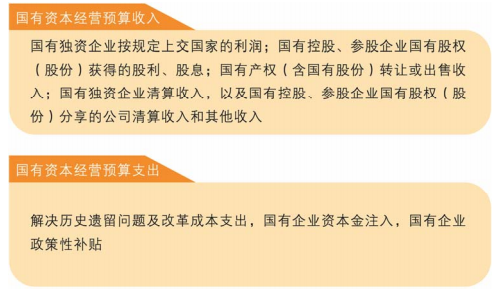 国有资本经营预算收入
国有独资企业按规定上交国家的利润；国有控股、参股企业国有股权
（股份）获得的股利、股息；国有产权（含国有股份）转让或出售收
入；国有独资企业清算收入，以及国有控股、参股企业国有股权（股
份）分享的公司清算收入和其他收入
国有资本经营预算支出
解决历史遗留问题及改革成本支出，国有企业资本金注入，国有企业
政策性补贴